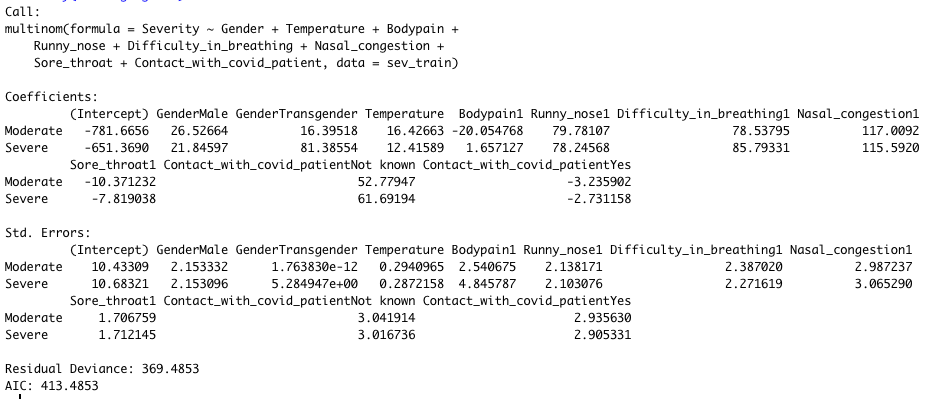 Call:
multinom(formula = Severity ~ Gender + Temperature + Bodypain +
    Runny_nose + Difficulty_in_breathing + Nasal_congestion +
    Sore_throat + Contact_with_covid_patient, data = sev_train)

Coefficients:
         (Intercept) GenderMale GenderTransgender Temperature  Bodypain1 Runny_nose1 Difficulty_in_breathing1 Nasal_congestion1
Moderate   -781.6656   26.52664          16.39518    16.42663 -20.054768    79.78107                 78.53795          117.0092
Severe     -651.3690   21.84597          81.38554    12.41589   1.657127    78.24568                 85.79331          115.5920
         Sore_throat1 Contact_with_covid_patientNot known Contact_with_covid_patientYes
Moderate   -10.371232                            52.77947                     -3.235902
Severe      -7.819038                            61.69194                     -2.731158

Std. Errors:
         (Intercept) GenderMale GenderTransgender Temperature Bodypain1 Runny_nose1 Difficulty_in_breathing1 Nasal_congestion1
Moderate    10.43309   2.153332      1.763830e-12   0.2940965  2.540675    2.138171                 2.387020          2.987237
Severe      10.68321   2.153096      5.284947e+00   0.2872158  4.845787    2.103076                 2.271619          3.065290
         Sore_throat1 Contact_with_covid_patientNot known Contact_with_covid_patientYes
Moderate     1.706759                            3.041914                      2.935630
Severe       1.712145                            3.016736                      2.905331

Residual Deviance: 369.4853
AIC: 413.4853